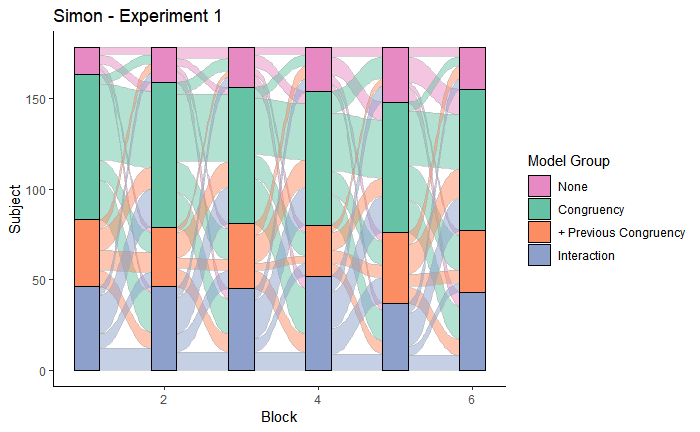 Simon - Experiment 1
Subject
150
100
50
0
2
4
6
Block
Model Group
None
Congruency
+ Previous Congruency
Interaction